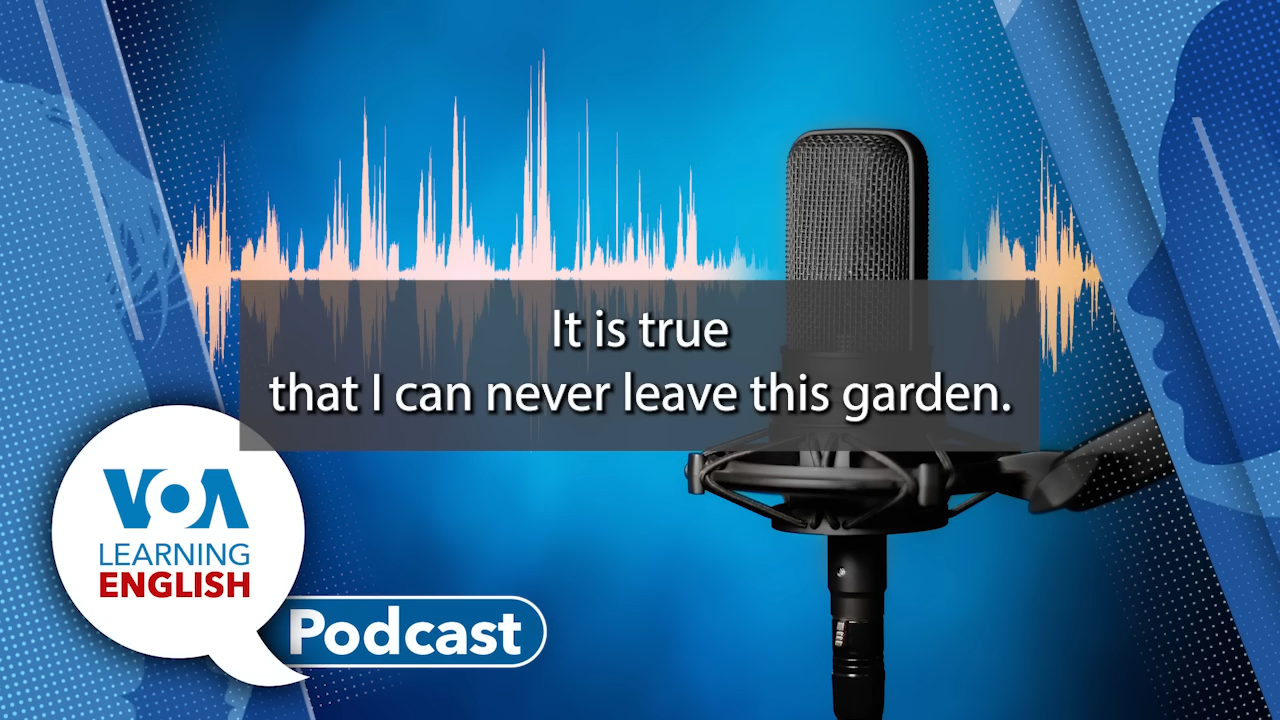 It is true
that I can never leave this garden.
VOA
LEARNING
ENGLISH
Podcast